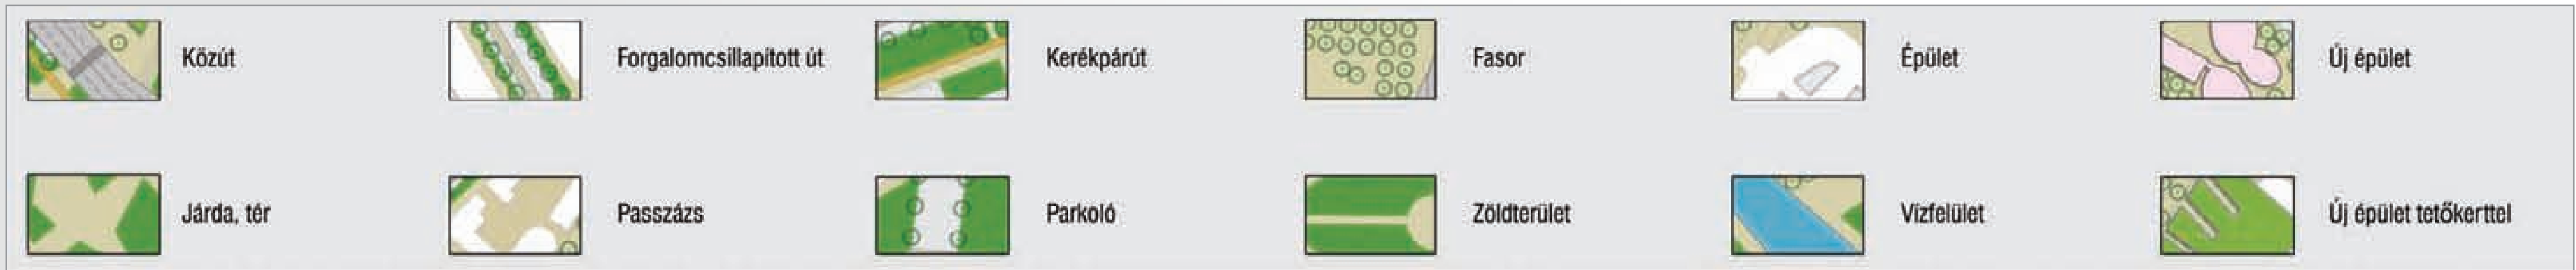 Közút
Forgalomcsillapított út
Kerékpárút
Fasor
Épület
Új épület
Járda, tér
Passzázs
Parkoló
Zöldterület
Vízfelület
Új épület tetőkerttel